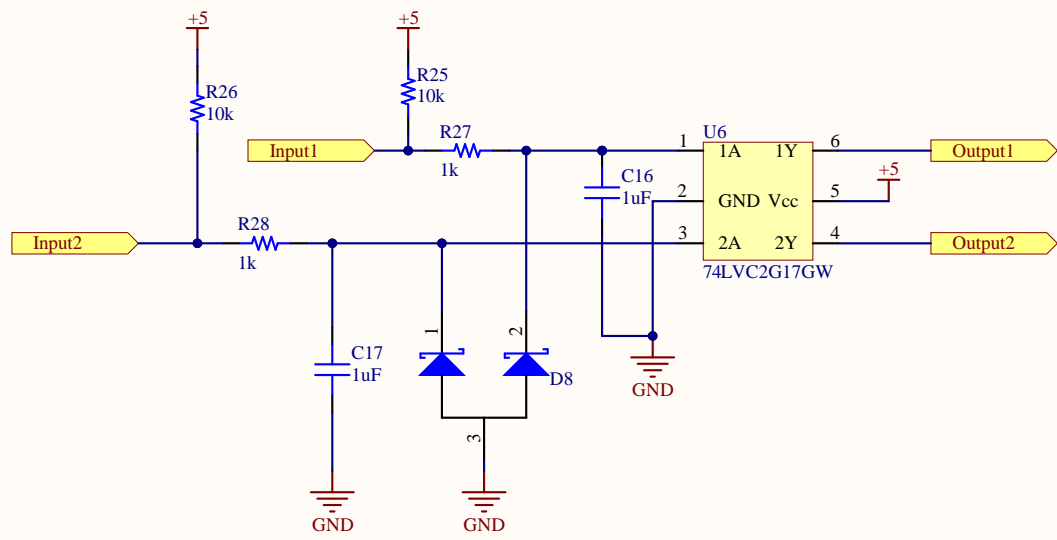 +5
+5
R26
10k
R25
10k
Input1
R27
1k
U6
1
1A
1Y
6
Output1
C16
1uF
2
GND
Vcc
5
+5
Input2
R28
1k
3
2A
2Y
4
Output2
74LVC2G17GW
1
2
C17
1uF
D8
GND
3
GND
GND